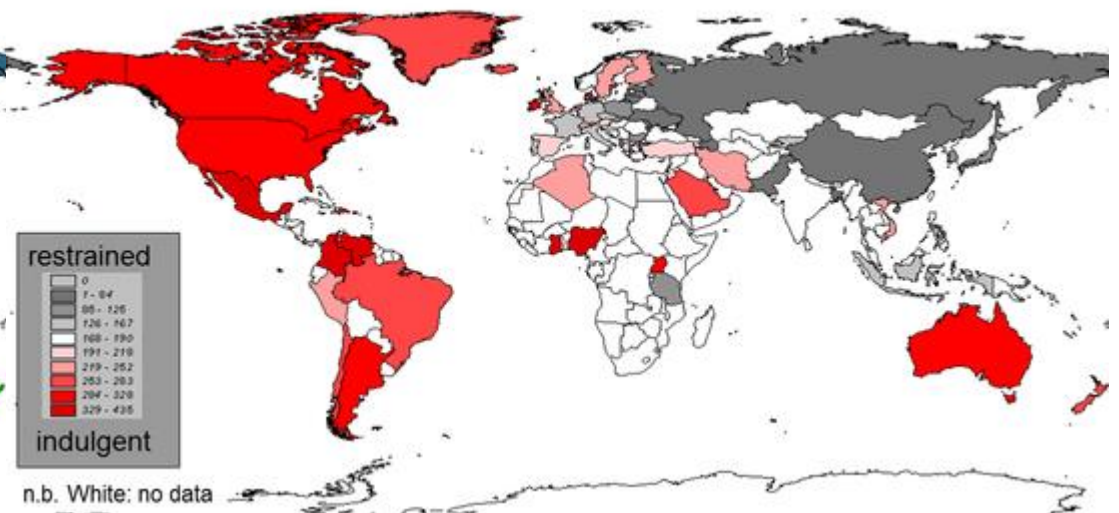 restrained
0
1 - 84
85 - 125
126 - 167
168 - 190
191 - 218
219 - 252
253 - 283
284 - 328
329 - 435
indulgent
n.b. White: no data